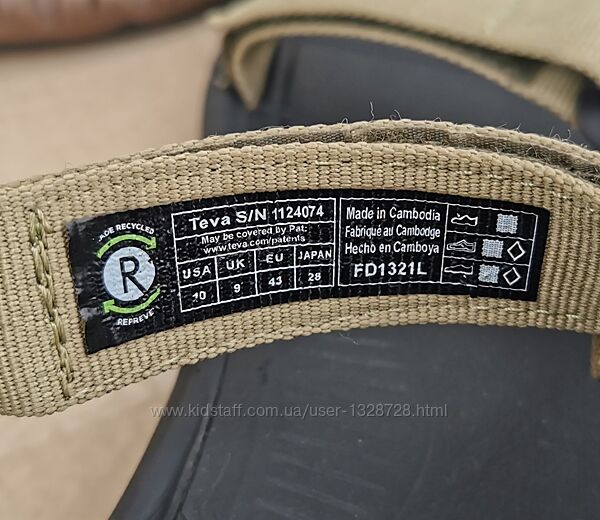 MADE RECYCLED
R
REPREVE
Teva S/N 1124074
May be covered by Pat:
www.teva.com/patents
USA UK EU JAPAN
10 9 43 28
Made in Cambodia
Fabriqué au Cambodge
Hecho en Camboya
FD1321L
www.kidstaff.com.ua/user-1328728.html